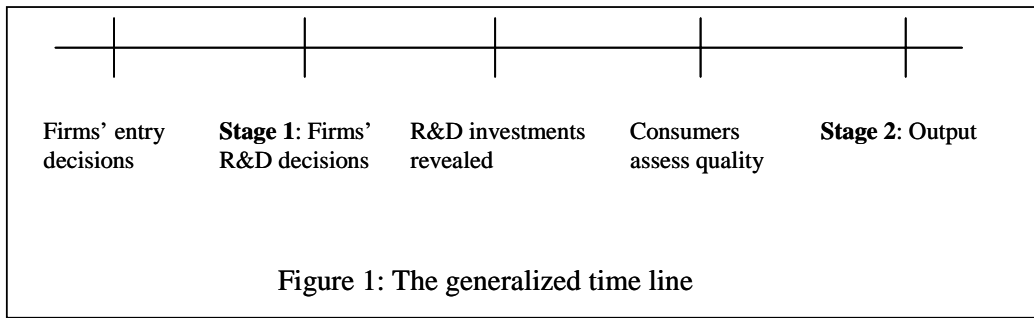 Firms’ entry decisions
Stage 1: Firms’ R&D decisions
R&D investments revealed
Consumers assess quality
Stage 2: Output
Figure 1: The generalized time line